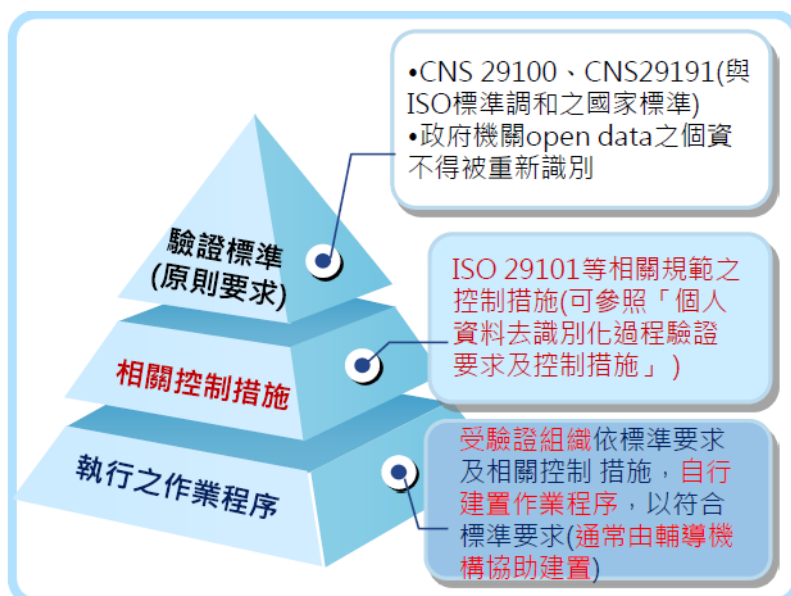 •CNS 29100、CNS29191(與
ISO標準調和之國家標準)
•政府機關open data之個資
不得被重新識別
驗證標準
(原則要求)
ISO 29101等相關規範之
控制措施(可參照「個人
資料去識別化過程驗證
要求及控制措施」)
相關控制措施
受驗證組織依標準要求
及相關控制 措施，自行
建置作業程序，以符合
標準要求(通常由輔導機
構協助建置)
執行之作業程序